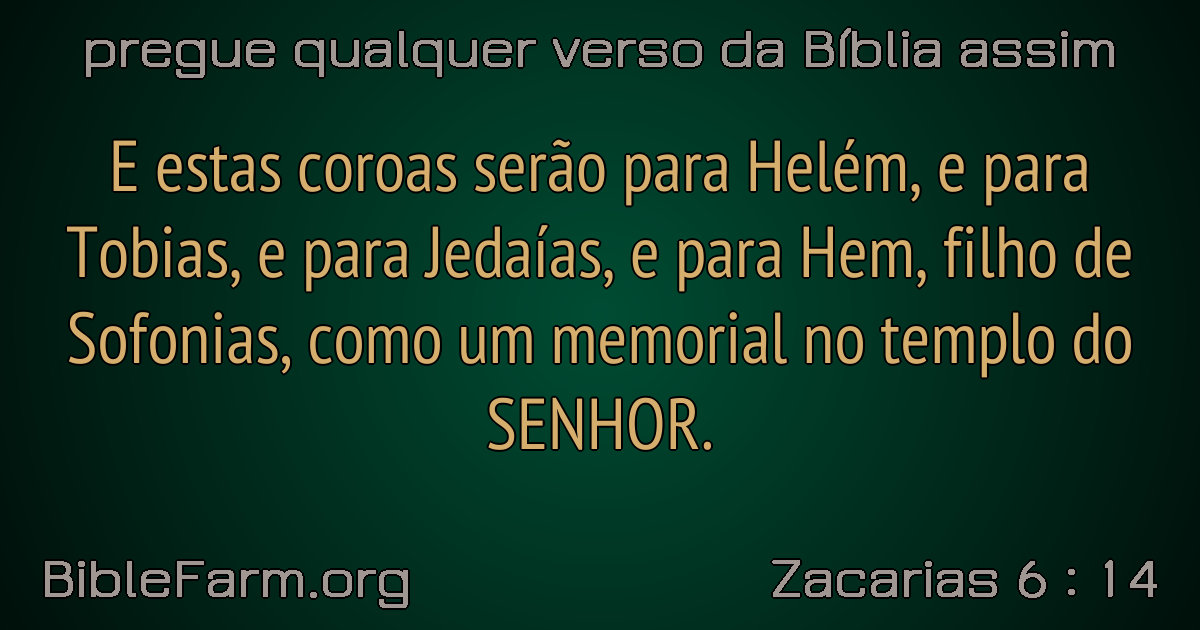 pregue qualquer verso da Bíblia assim
E estas coroas serão para Helém, e para
Tobias, e para Jedaías, e para Hem, filho de
Sofonias, como um memorial no templo do
SENHOR.
BibleFarm.org
Zacarias 6 : 14